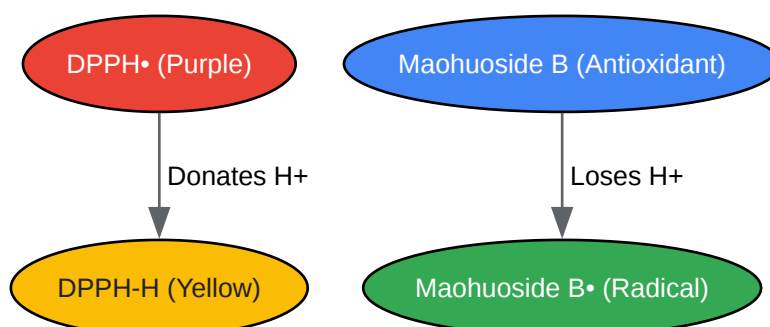 DPPH• (Purple)
Maohuoside B (Antioxidant)
Donates H+
Loses H+
DPPH-H (Yellow)
Maohuoside B• (Radical)